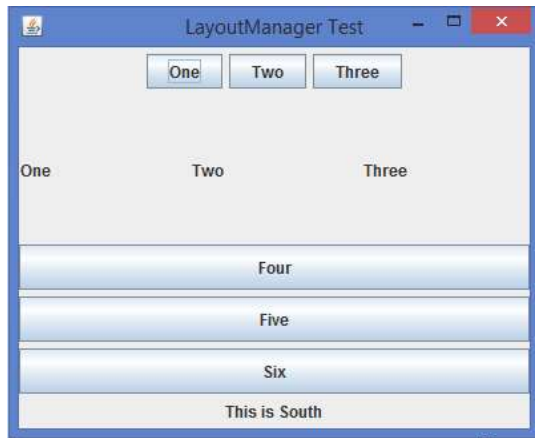 LayoutManager Test
One Two Three
One Two Three
Four
Five
Six
This is South